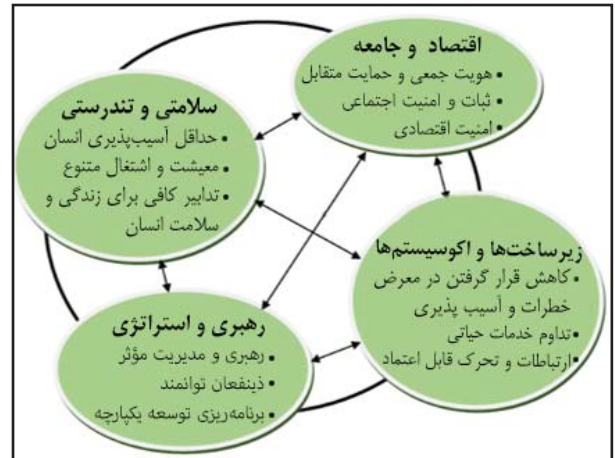 اقتصاد و جامعه
• هویت جمعی و حمایت متقابل
• ثبات و امنیت اجتماعی
• امنیت اقتصادی
سلامتی و تندرستی
• حداقل آسیب‌پذیری انسان
• معیشت و اشتغال متنوع
• تدابیر کافی برای زندگی و
سلامت انسان
زیرساخت‌ها و اکوسیستم‌ها
• کاهش قرار گرفتن در معرض
خطرات و آسیب پذیری
• تداوم خدمات حیاتی
• ارتباطات و تحرک قابل اعتماد
رهبری و استراتژی
• رهبری و مدیریت مؤثر
• ذینفعان توانمند
• برنامه‌ریزی توسعه یکپارچه